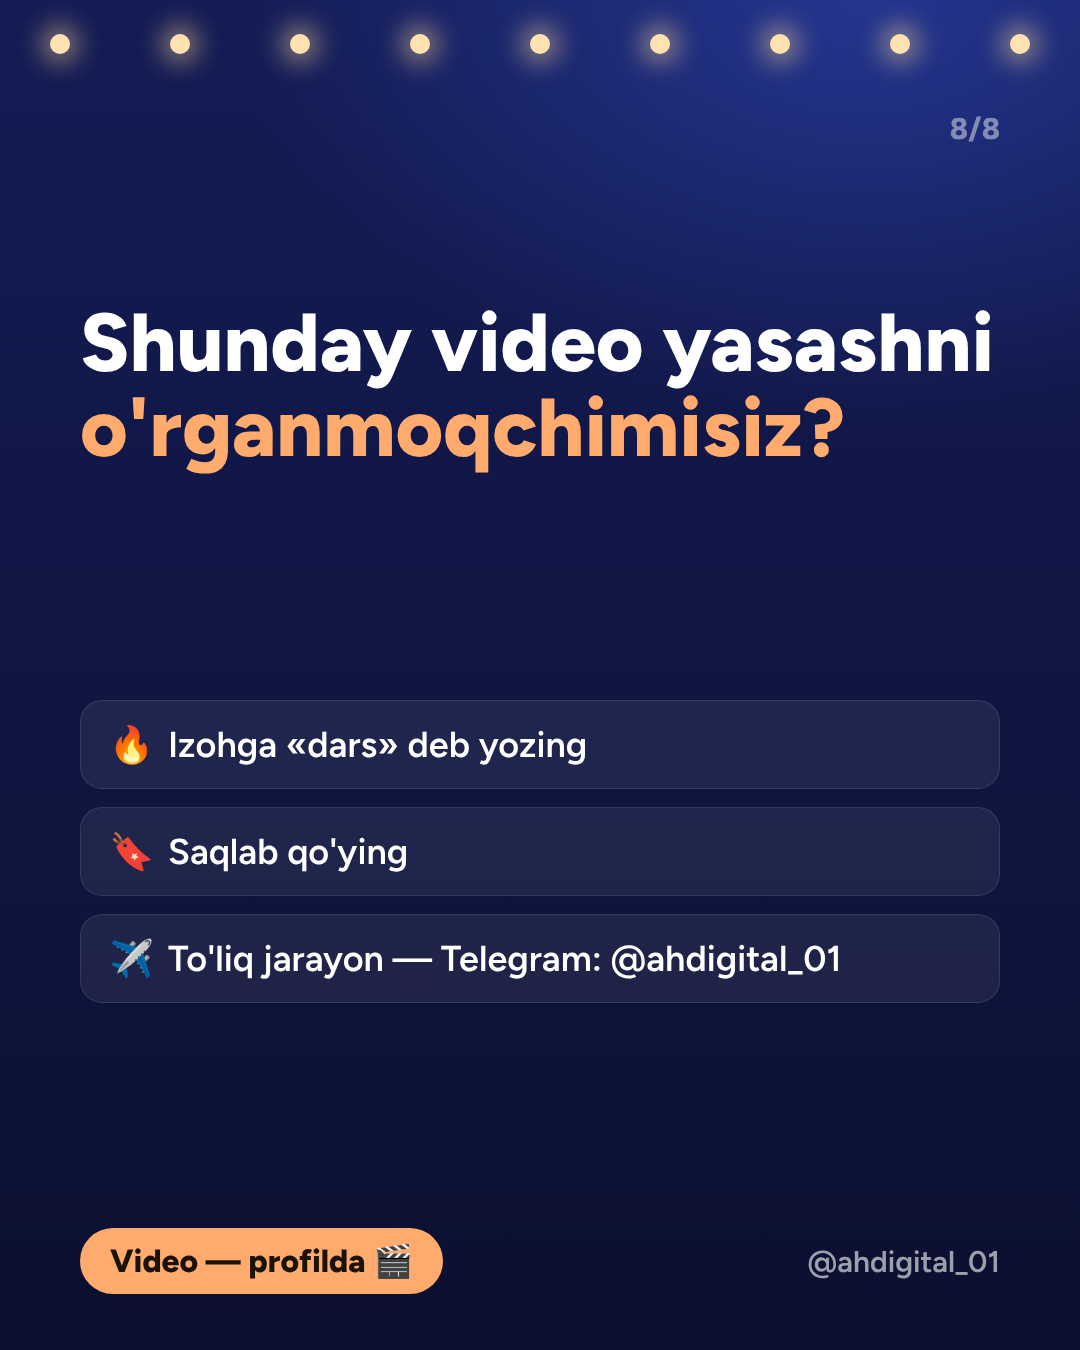 8/8
Shunday video yasashni
o'rganmoqchimisiz?
🔥 Izohga «dars» deb yozing
🔖 Saqlab qo'ying
✈️ To'liq jarayon — Telegram: @ahdigital_01
Video — profilda 🎬
@ahdigital_01